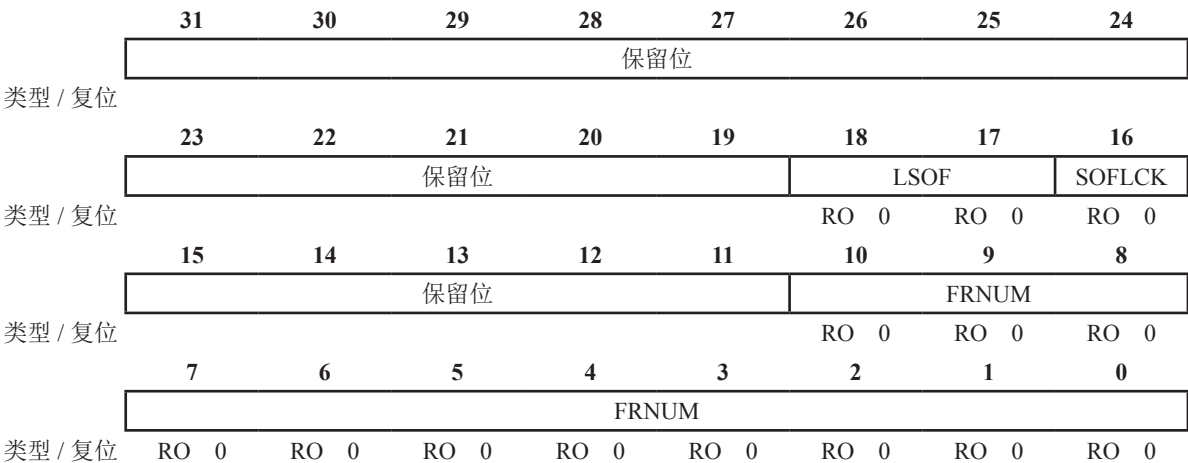 31 30 29 28 27 26 25 24
保留位
类型 / 复位
23 22 21 20 19 18 17 16
保留位 LSOF SOFLCK
类型 / 复位 RO 0 RO 0 RO 0
15 14 13 12 11 10 9 8
保留位 FRNUM
类型 / 复位 RO 0 RO 0 RO 0
7 6 5 4 3 2 1 0
FRNUM
类型 / 复位 RO 0 RO 0 RO 0 RO 0 RO 0 RO 0 RO 0 RO 0